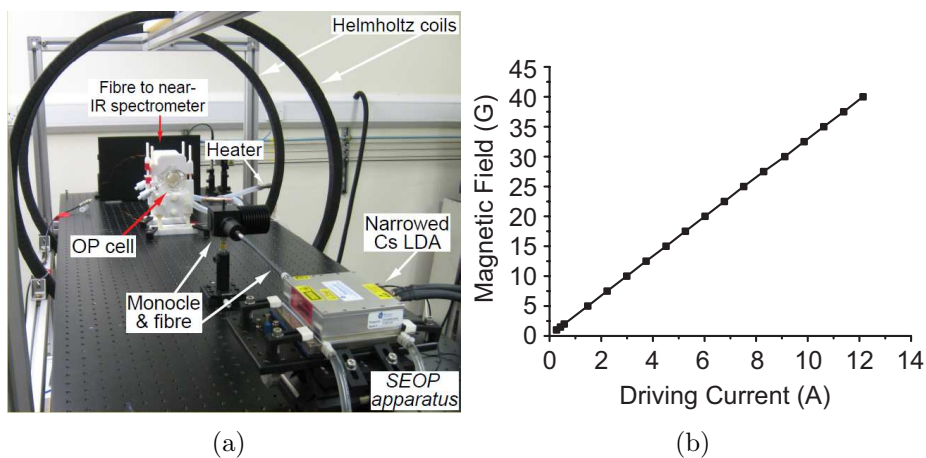 Helmholtz coils
Fibre to near-
IR spectrometer
Heater
OP cell
Narrowed
Cs LDA
Monocle
& fibre
SEOP
apparatus
(a)
Magnetic Field (G)
45
40
35
30
25
20
15
10
5
0
0 2 4 6 8 10 12 14
Driving Current (A)
(b)